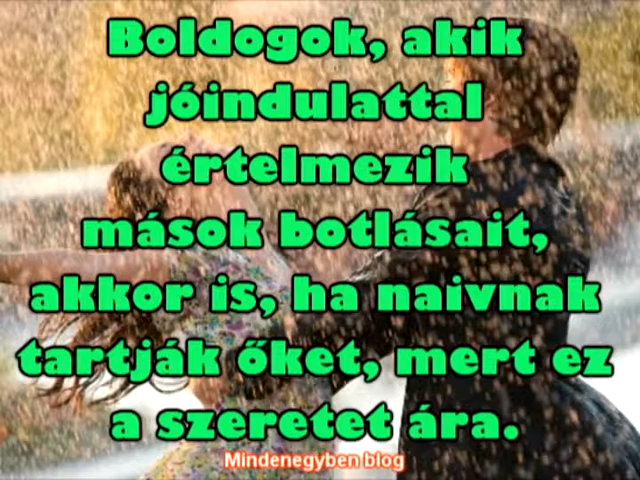 Boldogok, akik
jóindulattal
értelmezik
mások botlásait,
akkor is, ha naivnak
tartják őket, mert ez
a szeretet ára.
Mindenegyben blog